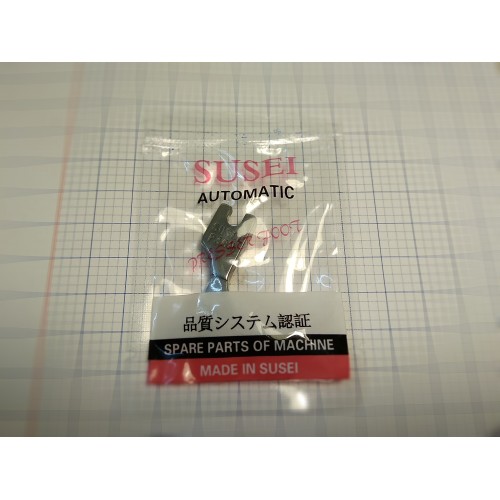 SUSEI
AUTOMATIC
品質システム認証
SPARE PARTS OF MACHINE
MADE IN SUSEI